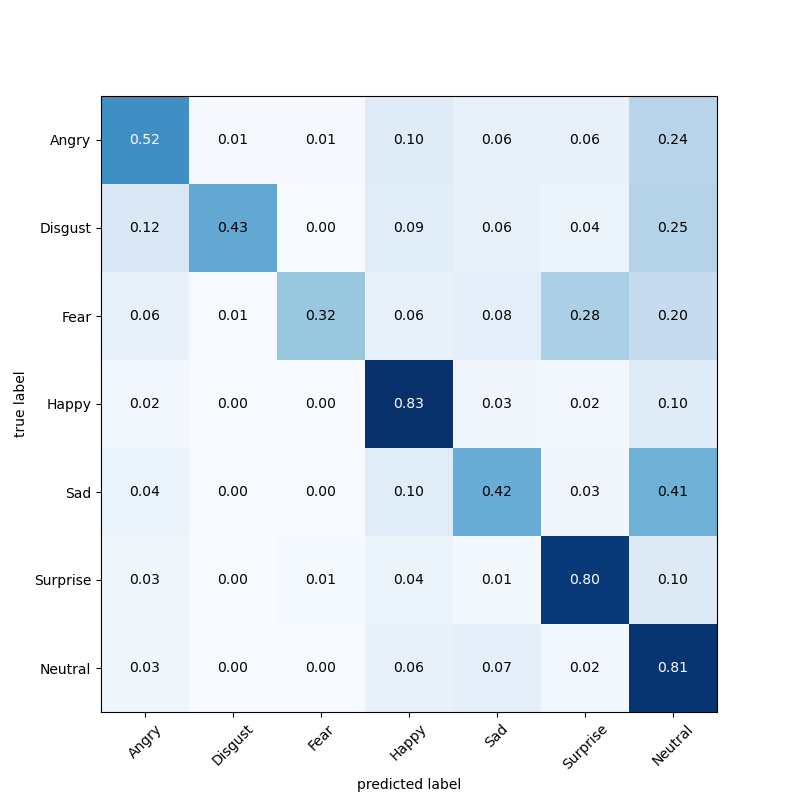 Angry 0.52 0.01 0.01 0.10 0.06 0.06 0.24
Disgust 0.12 0.43 0.00 0.09 0.06 0.04 0.25
Fear 0.06 0.01 0.32 0.06 0.08 0.28 0.20
Happy 0.02 0.00 0.00 0.83 0.03 0.02 0.10
Sad 0.04 0.00 0.00 0.10 0.42 0.03 0.41
Surprise 0.03 0.00 0.01 0.04 0.01 0.80 0.10
Neutral 0.03 0.00 0.00 0.06 0.07 0.02 0.81
true label
Angry Disgust Fear Happy Sad Surprise Neutral
predicted label